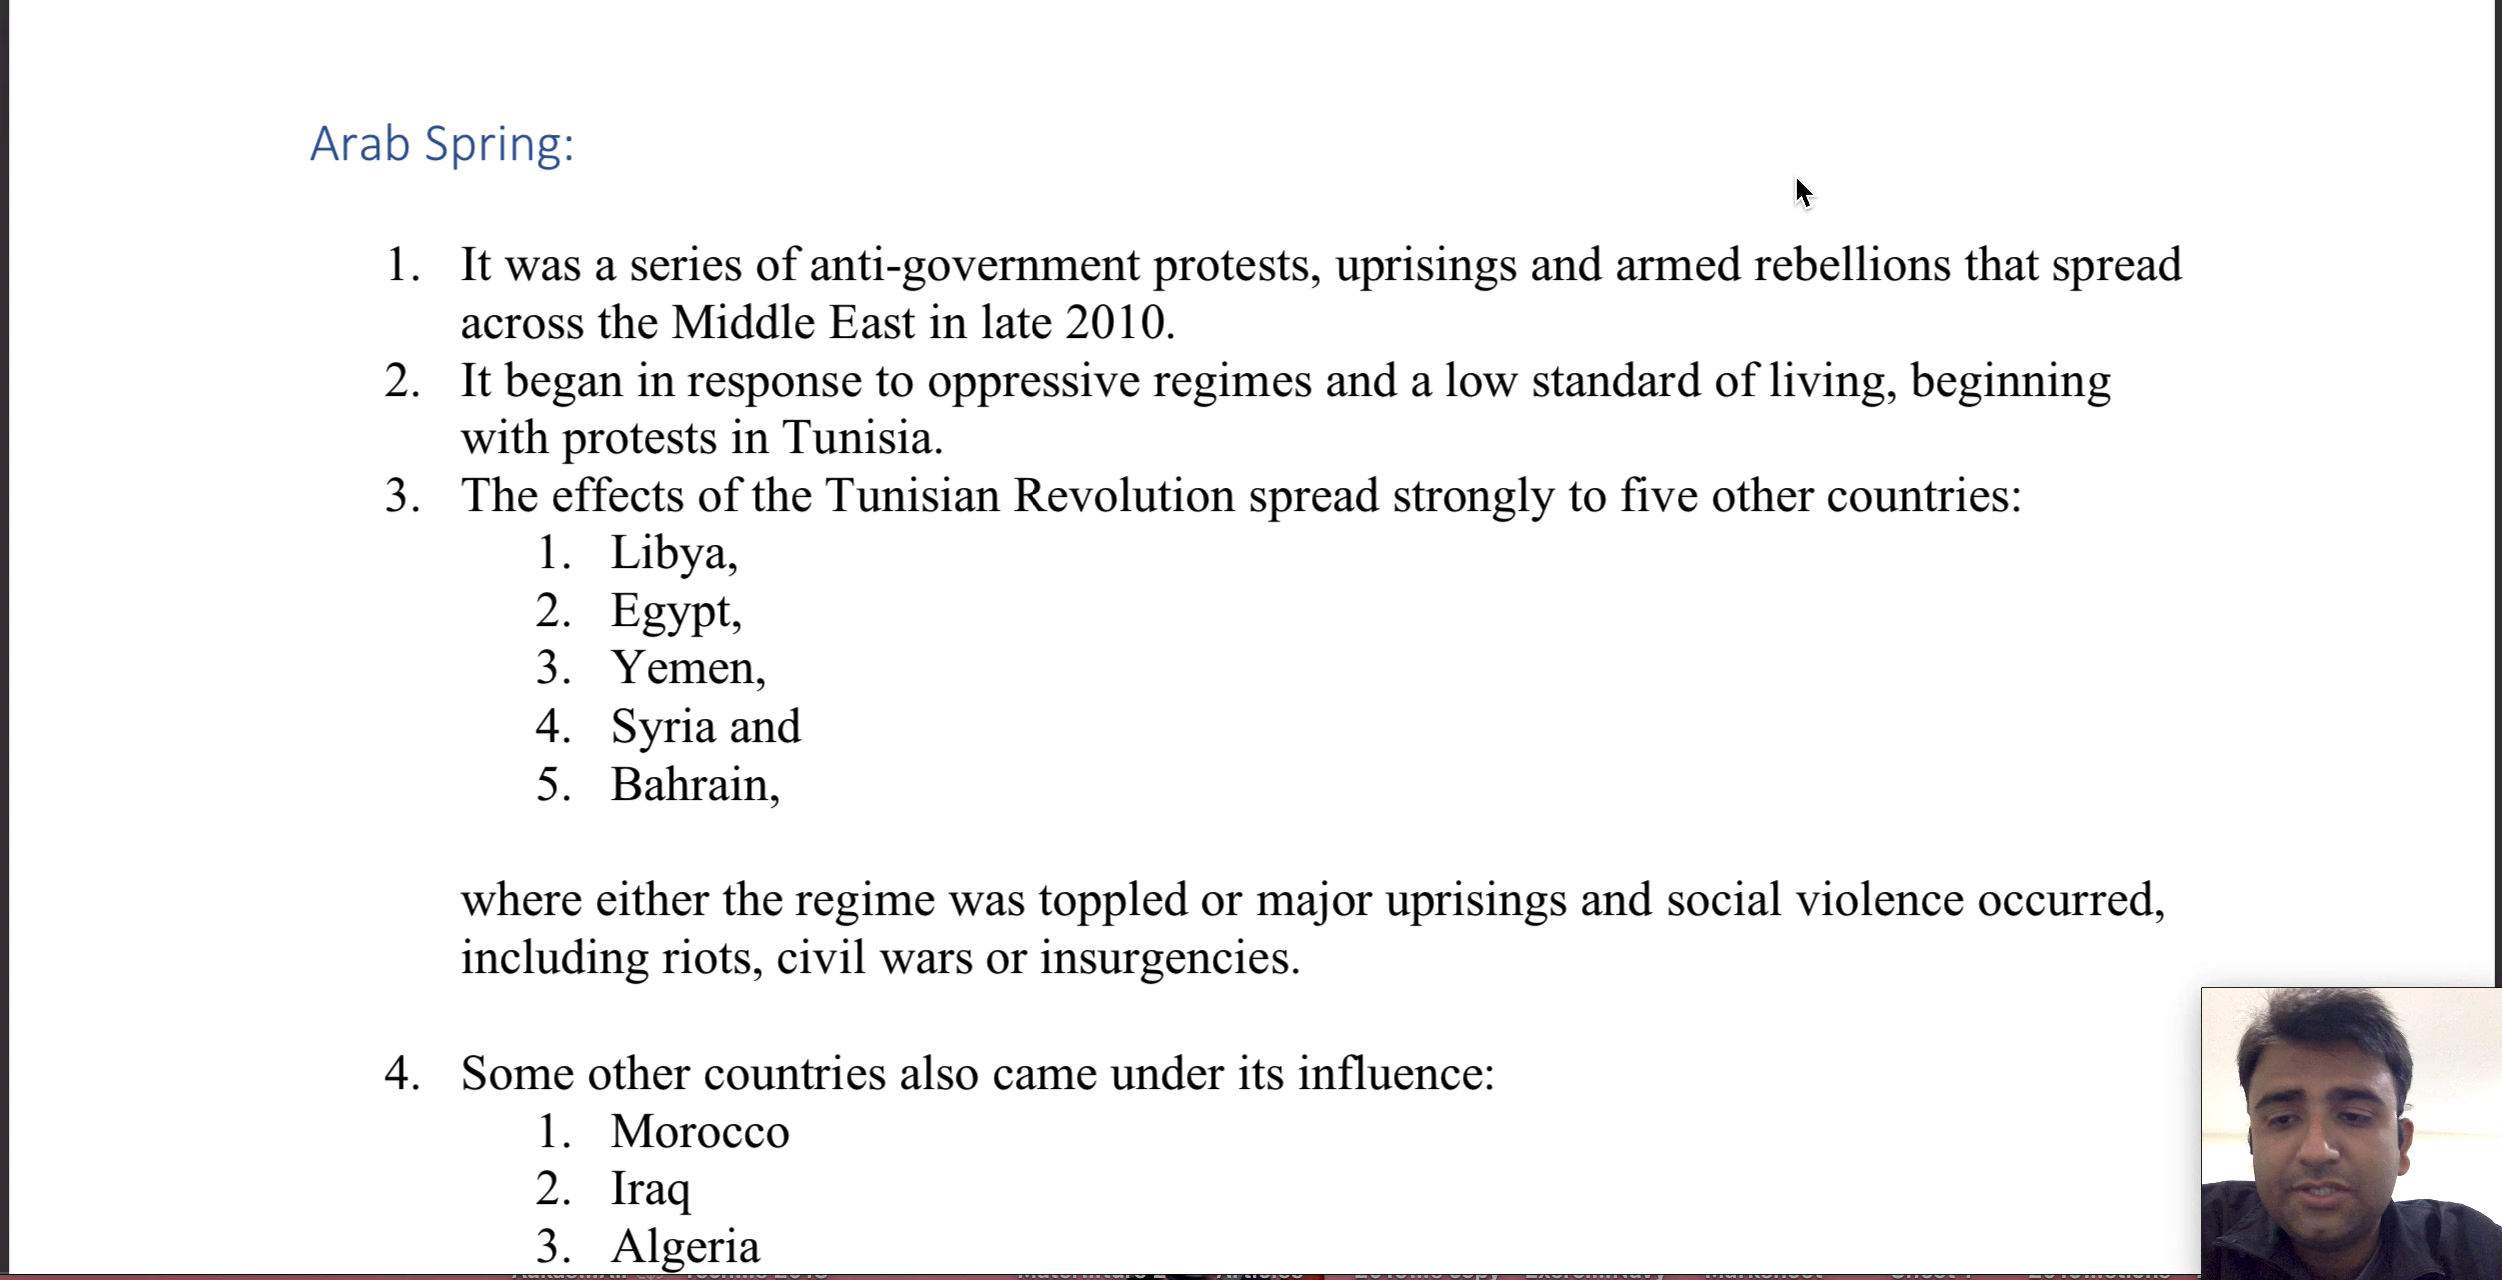 Arab Spring:
1. It was a series of anti-government protests, uprisings and armed rebellions that spread
across the Middle East in late 2010.
2. It began in response to oppressive regimes and a low standard of living, beginning
with protests in Tunisia.
3. The effects of the Tunisian Revolution spread strongly to five other countries:
1. Libya,
2. Egypt,
3. Yemen,
4. Syria and
5. Bahrain,
where either the regime was toppled or major uprisings and social violence occurred,
including riots, civil wars or insurgencies.
4. Some other countries also came under its influence:
1. Morocco
2. Iraq
3. Algeria